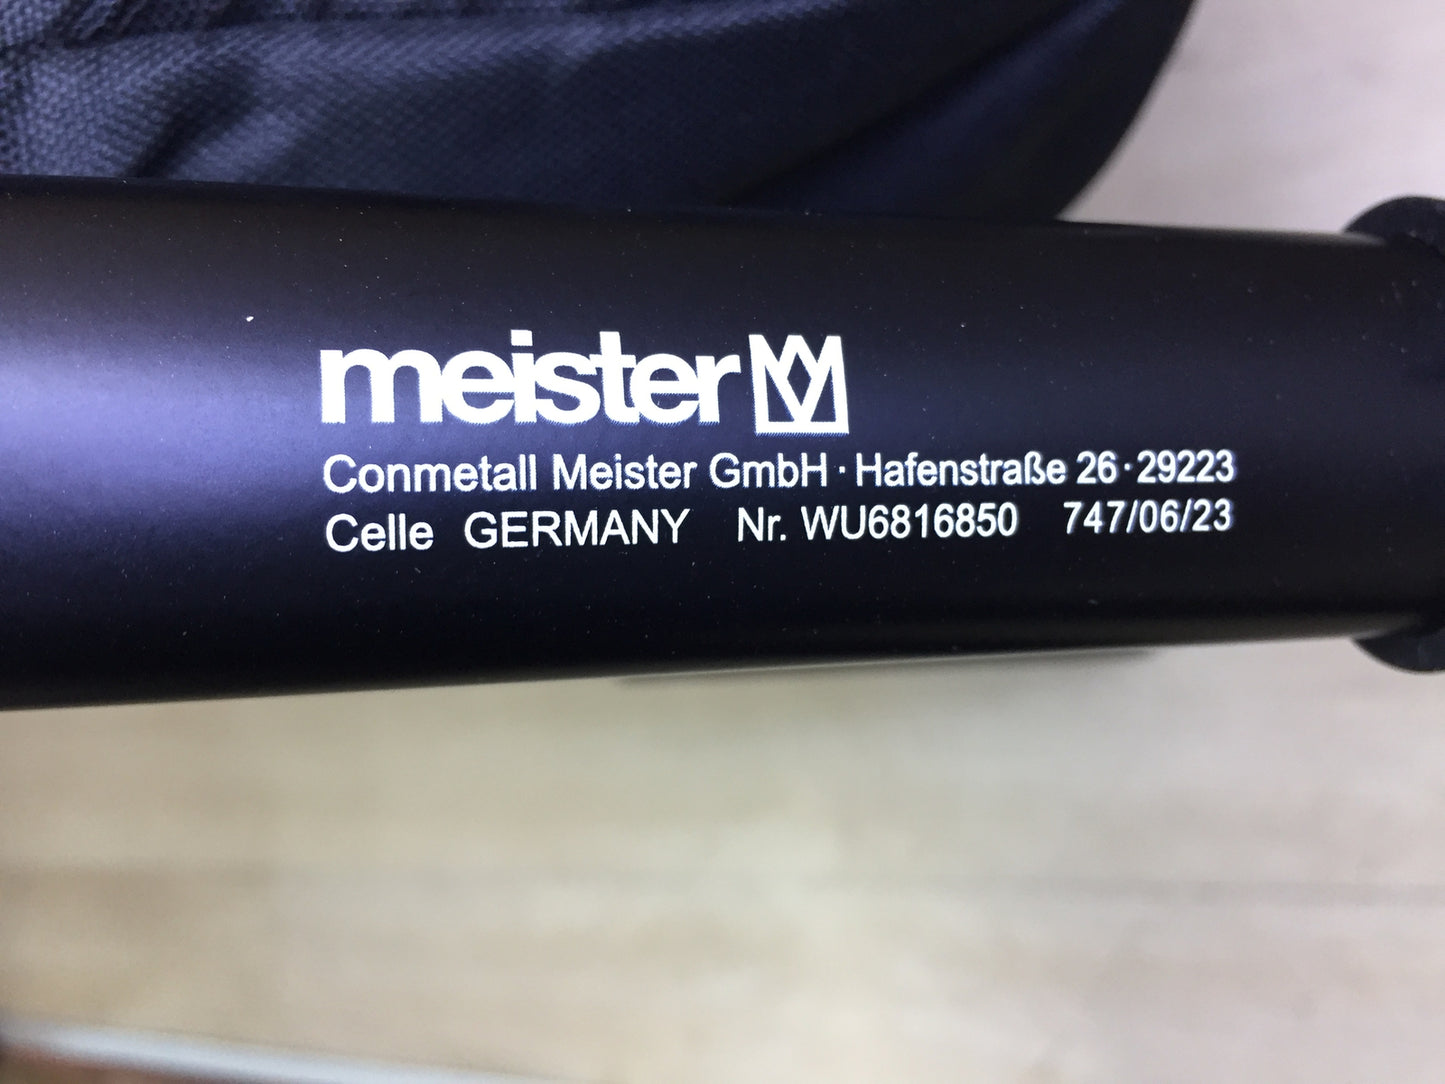 meister
Conmetall Meister GmbH · Hafenstraße 26 · 29223
Celle GERMANY Nr. WU6816850 747/06/23